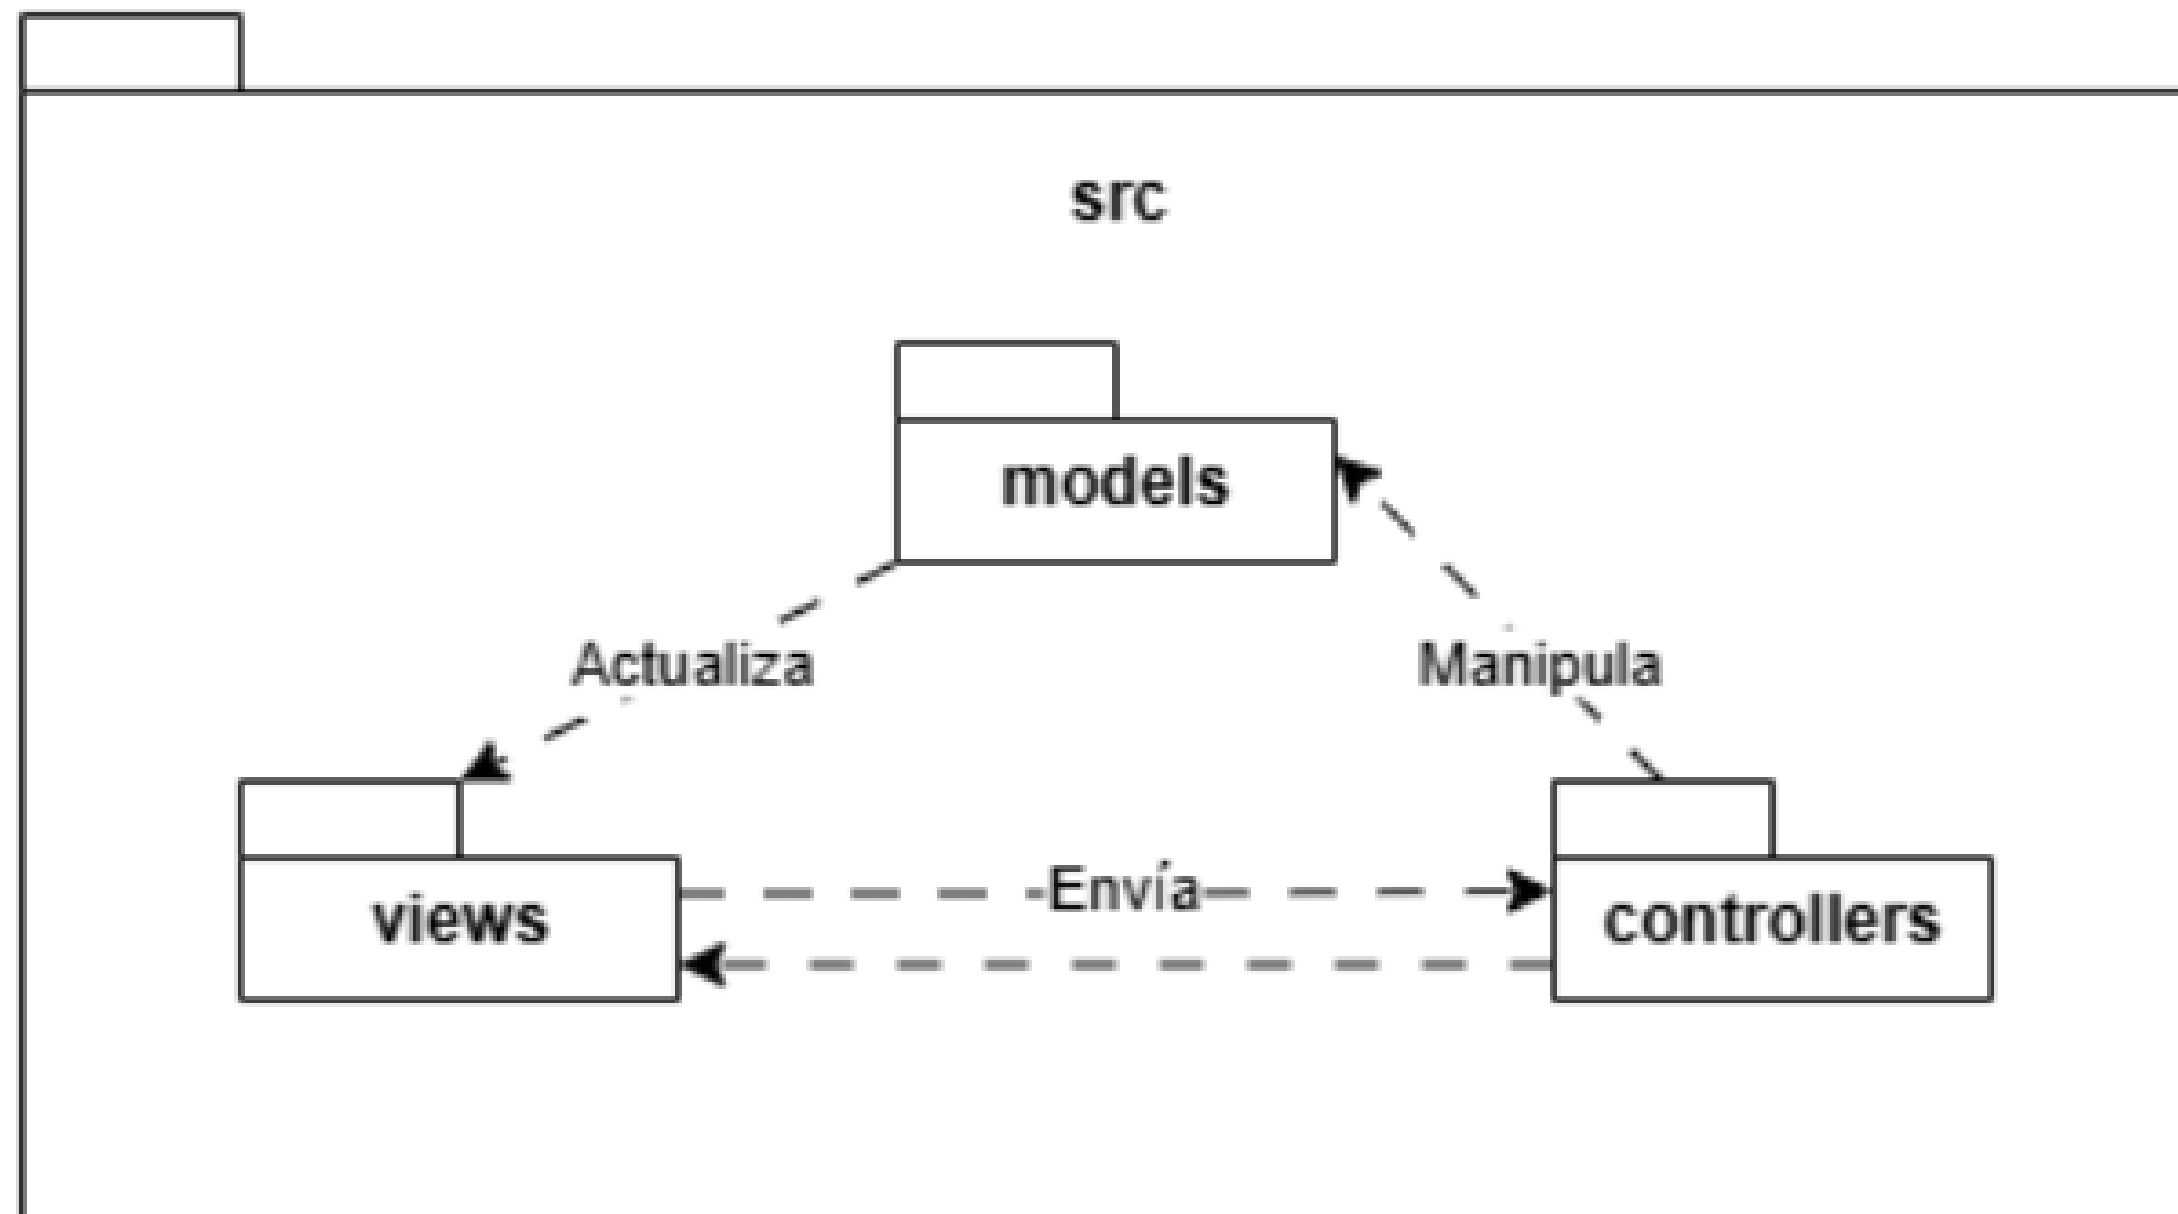 src
models
Actualiza
Manipula
Envía
views
controllers